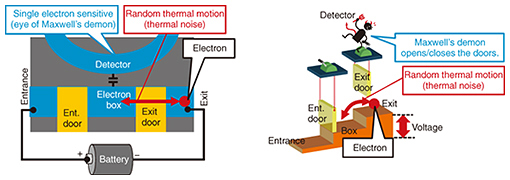 Single electron sensitive
(eye of Maxwell's demon)
Random thermal motion
(thermal noise)
Electron
Detector
Entrance
Electron
box
Exit
Ent.
door
Exit
door
+
Battery
−
Detector
Maxwell's demon
opens/closes the doors.
Exit
door
Random thermal motion
(thermal noise)
Ent.
door
Exit
Box
Entrance
Voltage
Electron